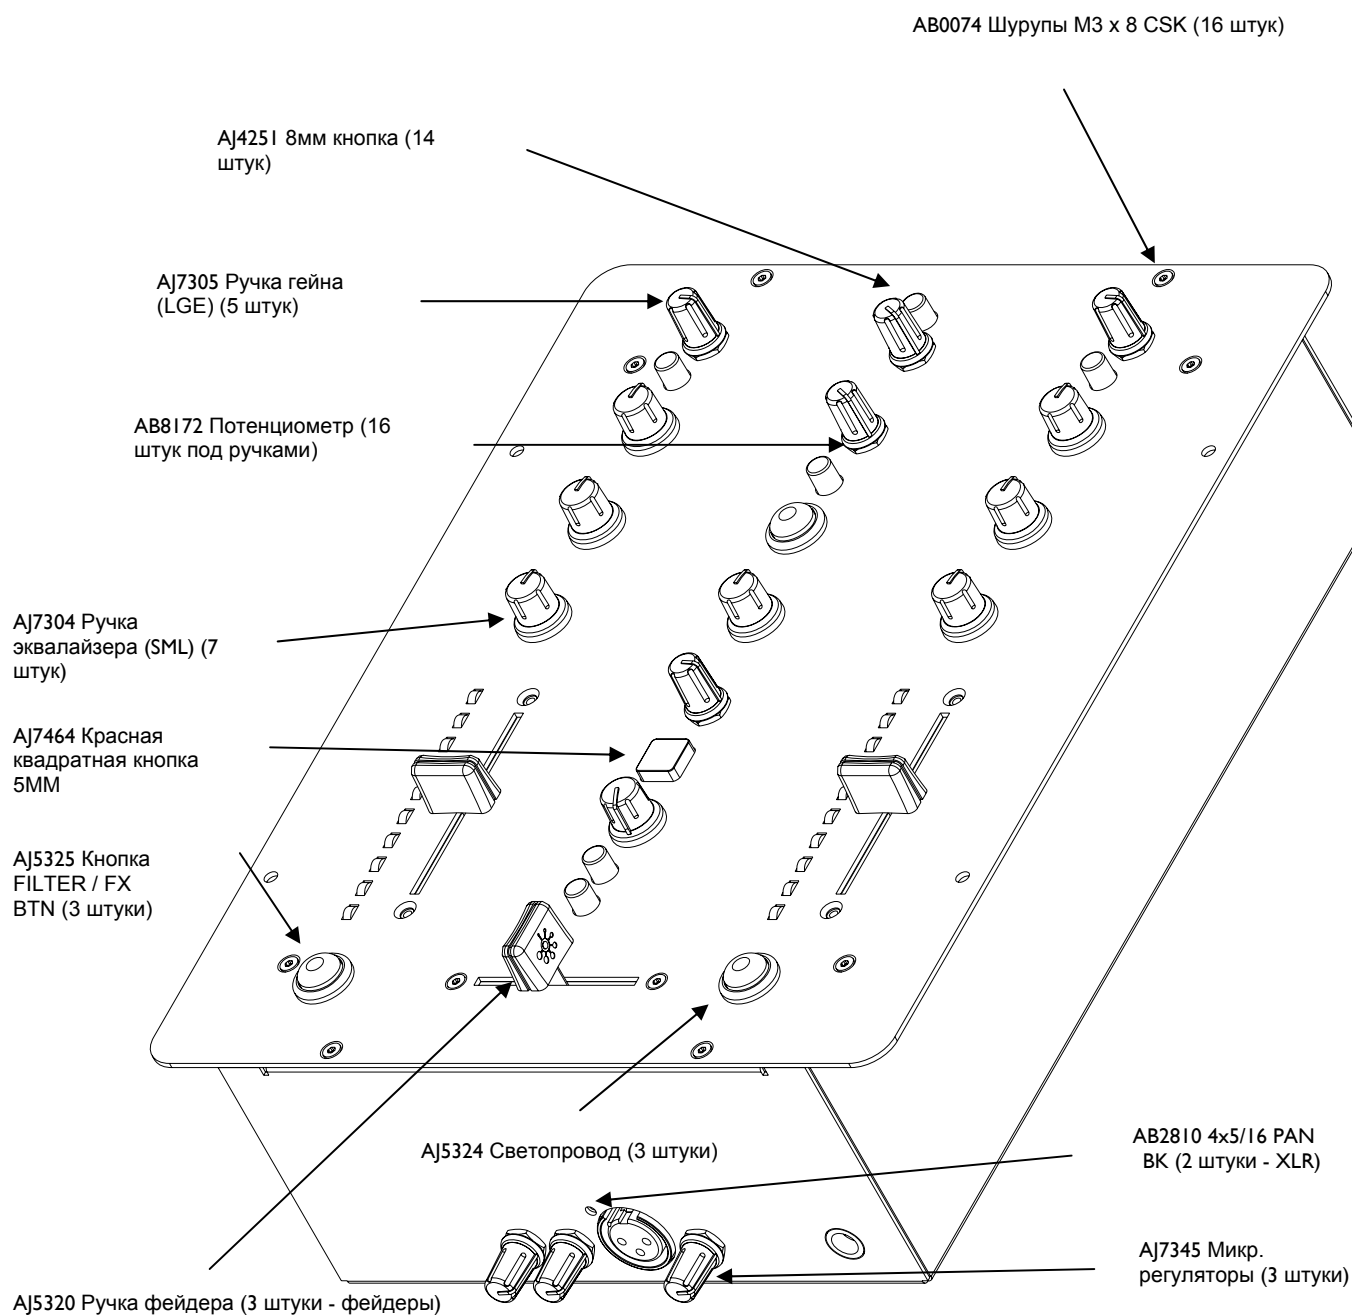 AB0074 Шурупы M3 x 8 CSK (16 штук)
AJ4251 8мм кнопка (14
штук)
AJ7305 Ручка гейна
(LGE) (5 штук)
AB8172 Потенциометр (16
штук под ручками)
AJ7304 Ручка
эквалайзера (SML) (7
штук)
AJ7464 Красная
квадратная кнопка
5MM
AJ5325 Кнопка
FILTER / FX
BTN (3 штуки)
AJ5324 Светопровод (3 штуки)
AB2810 4x5/16 PAN
BK (2 штуки - XLR)
AJ7345 Микр.
регуляторы (3 штуки)
AJ5320 Ручка фейдера (3 штуки - фейдеры)